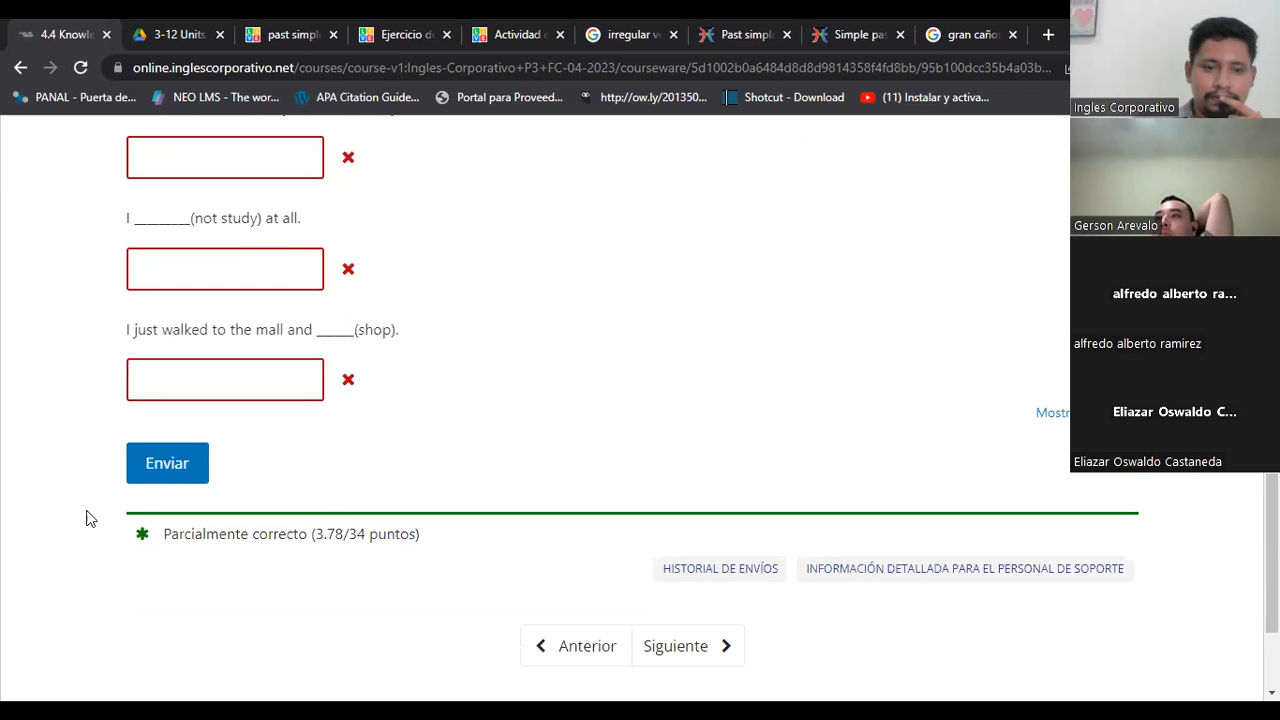 4.4 Knowle
3-12 Units
past simple
Ejercicio de
Actividad d
irregular ve
Past simple
Simple pas
gran caño
online.inglescorporativo.net/courses/course-v1:Ingles-Corporativo+P3+FC-04-2023/courseware/5d1002b0a6484d8d8d9814358f4fd8bb/95b100dcc35b4a03b...
PANAL - Puerta de...
NEO LMS - The wor...
APA Citation Guide...
Portal para Proveed...
http://ow.ly/201350...
Shotcut - Download
(11) Instalar y activa...
I ________(not study) at all.
I just walked to the mall and _____(shop).
Mostr
Enviar
Parcialmente correcto (3.78/34 puntos)
HISTORIAL DE ENVÍOS
INFORMACIÓN DETALLADA PARA EL PERSONAL DE SOPORTE
Anterior
Siguiente
Ingles Corporativo
Gerson Arevalo
alfredo alberto ra...
alfredo alberto ramirez
Eliazar Oswaldo C...
Eliazar Oswaldo Castaneda